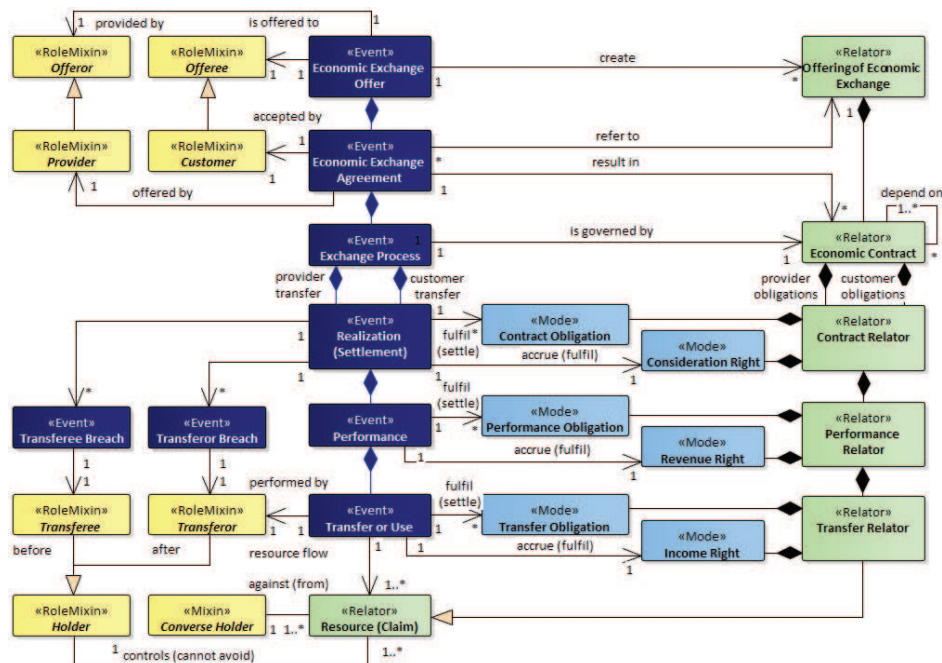 1 provided by
is offered to 1
«RoleMixin»
Offeror
«RoleMixin»
Offeree
1 1
«Event»
Economic Exchange
Offer
1
create
*
«Relator»
Offering of Economic
Exchange
accepted by
refer to
1
«RoleMixin»
Provider
«RoleMixin»
Customer
1
1
1
offered by
«Event»
Economic Exchange
Agreement
*
1
result in
*
depend on
1..*
*
«Event»
Exchange Process
1
1
is governed by
1
«Relator»
Economic Contract
provider
transfer
customer
transfer
provider
obligations
customer
obligations
«Event»
Realization
(Settlement)
1
1
1
1
fulfil
(settle)
*
«Mode»
Contract Obligation
accrue (fulfil)
1
«Mode»
Consideration Right
«Relator»
Contract Relator
*
*
«Event»
Transferee Breach
«Event»
Transferor Breach
«Event»
Performance
1
1
fulfil
(settle)
*
«Mode»
Performance Obligation
accrue (fulfil)
1
«Mode»
Revenue Right
«Relator»
Performance
Relator
1
1
1
1
«RoleMixin»
Transferee
«RoleMixin»
Transferor
performed by
1
1
«Event»
Transfer or Use
1
1
1
fulfil
(settle)
*
«Mode»
Transfer Obligation
accrue (fulfil)
1
«Mode»
Income Right
«Relator»
Transfer Relator
before
after
resource flow
1..*
against (from)
«RoleMixin»
Holder
«Mixin»
Converse Holder
1
1..*
«Relator»
Resource (Claim)
1
controls (cannot avoid)
1..*